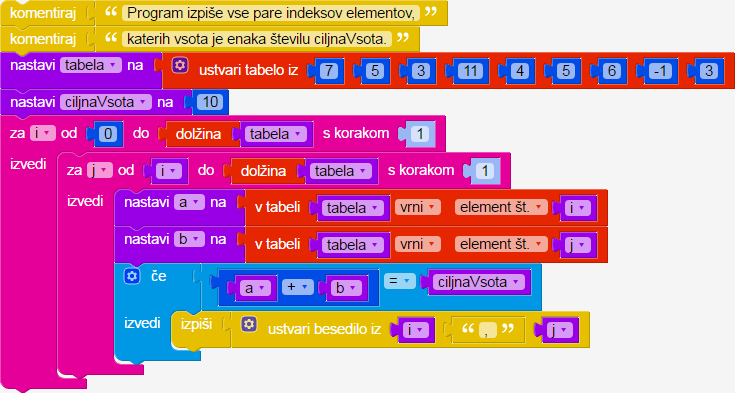 komentiraj “ Program izpiše vse pare indeksov elementov, ”
komentiraj “ katerih vsota je enaka številu ciljnaVsota. ”
nastavi tabela na ustvari tabelo iz 7 5 3 11 4 5 6 -1 3
nastavi ciljnaVsota na 10
za i od 0 do dolžina tabela s korakom 1
izvedi za j od i do dolžina tabela s korakom 1
izvedi nastavi a na v tabeli tabela vrni element št. i
nastavi b na v tabeli tabela vrni element št. j
če a + b = ciljnaVsota
izvedi izpiši ustvari besedilo iz i “ , ” j